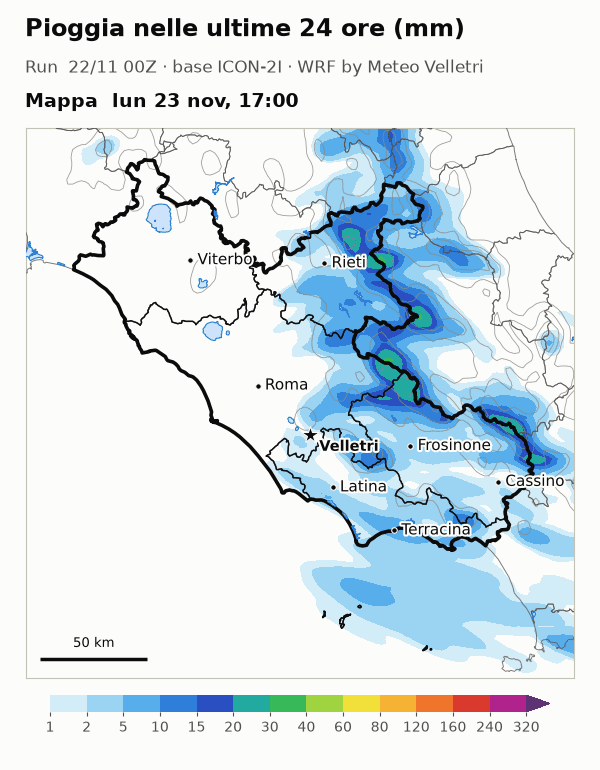 Pioggia nelle ultime 24 ore (mm)
Run  22/11 00Z · base ICON-2I · WRF by Meteo Velletri
Mappa  lun 23 nov, 17:00
Viterbo
Rieti
Roma
Velletri
Frosinone
Latina
Cassino
Terracina
50 km
1 2 5 10 15 20 30 40 60 80 120 160 240 320